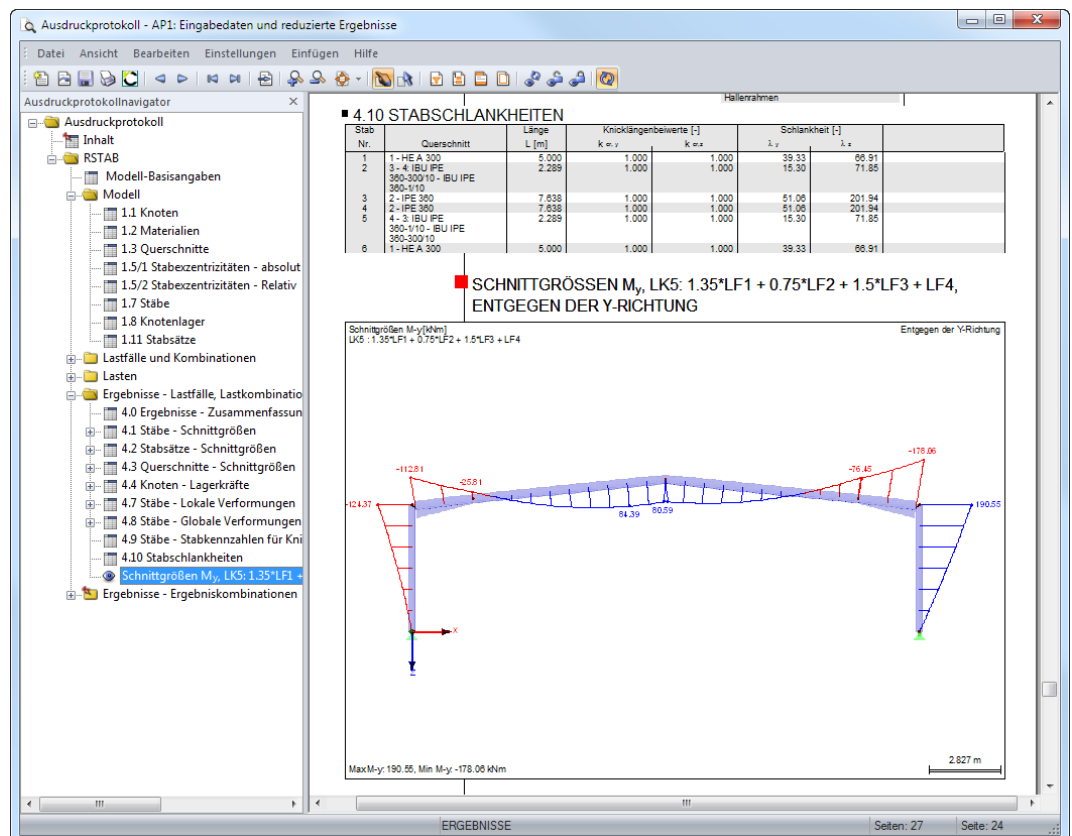 Ausdruckprotokoll - AP1: Eingabedaten und reduzierte Ergebnisse
Datei Ansicht Bearbeiten Einstellungen Einfügen Hilfe
Ausdruckprotokollnavigator
Ausdruckprotokoll
Inhalt
RSTAB
Modell-Basisangaben
Modell
1.1 Knoten
1.2 Materialien
1.3 Querschnitte
1.5/1 Stabexzentrizitäten - absolut
1.5/2 Stabexzentrizitäten - Relativ
1.7 Stäbe
1.8 Knotenlager
1.11 Stabsätze
Lastfälle und Kombinationen
Lasten
Ergebnisse - Lastfälle, Lastkombinatio
4.0 Ergebnisse - Zusammenfassun
4.1 Stäbe - Schnittgrößen
4.2 Stabsätze - Schnittgrößen
4.3 Querschnitte - Schnittgrößen
4.4 Knoten - Lagerkräfte
4.7 Stäbe - Lokale Verformungen
4.8 Stäbe - Globale Verformungen
4.9 Stäbe - Stabkennzahlen für Kni
4.10 Stabschlankheiten
Schnittgrößen My, LK5: 1.35*LF1 +
Ergebnisse - Ergebniskombinationen
Hallenrahmen
4.10 STABSCHLANKHEITEN
Stab Länge Knicklängenbeiwerte [-] Schlankheit [-]
Nr. Querschnitt L [m] k cr,y k cr,z λ y λ z
1 1 - HE A 300 5.000 1.000 1.000 39.33 66.91
2 3 - 4: IBU IPE 2.289 1.000 1.000 15.30 71.85
360-300/10 - IBU IPE
360-1/10
3 2 - IPE 360 7.638 1.000 1.000 51.06 201.94
4 2 - IPE 360 7.638 1.000 1.000 51.06 201.94
5 4 - 3: IBU IPE 2.289 1.000 1.000 15.30 71.85
360-1/10 - IBU IPE
360-300/10
6 1 - HE A 300 5.000 1.000 1.000 39.33 66.91
SCHNITTGRÖSSEN My, LK5: 1.35*LF1 + 0.75*LF2 + 1.5*LF3 + LF4,
ENTGEGEN DER Y-RICHTUNG
Schnittgrößen M-y[kNm] Entgegen der Y-Richtung
LK5 : 1.35*LF1 + 0.75*LF2 + 1.5*LF3 + LF4
-178.06
-112.81 -76.45
-25.81
-124.37 84.39 80.59 190.55
X
Z
2.827 m
Max M-y: 190.55, Min M-y: -178.06 kNm
ERGEBNISSE Seiten: 27 Seite: 24